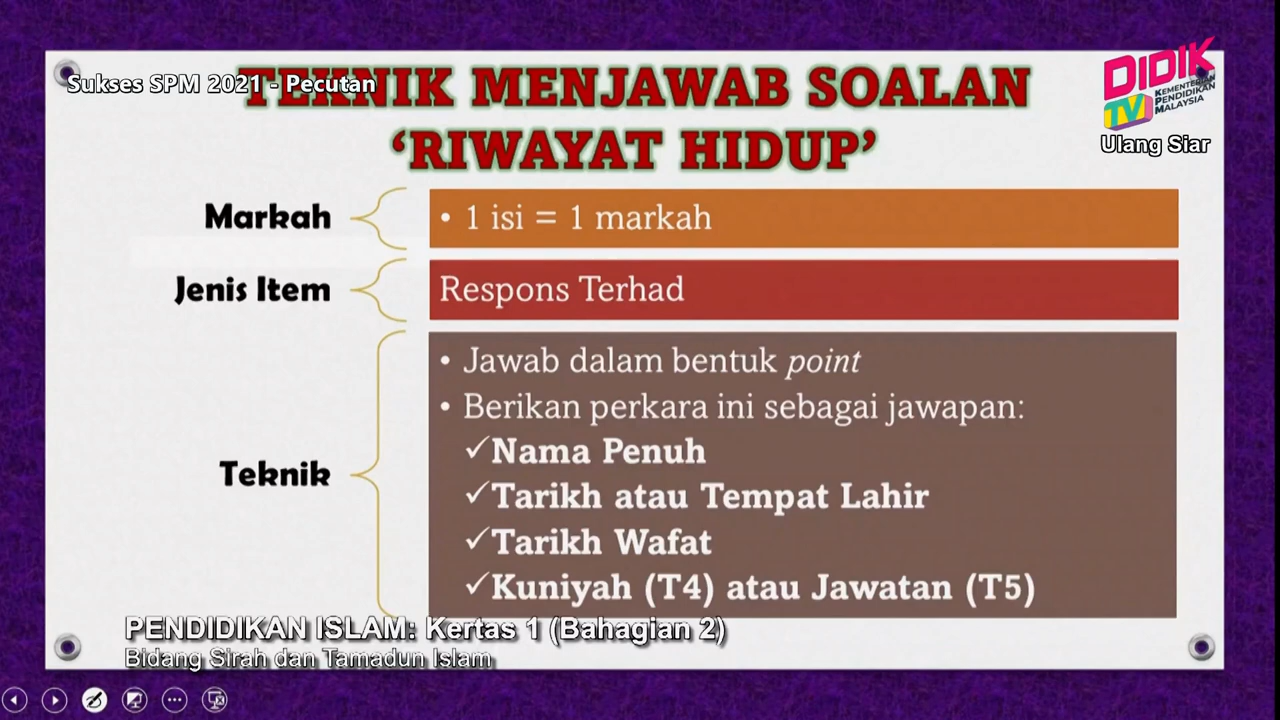 Sukses SPM 2021 - Pecutan
TEKNIK MENJAWAB SOALAN
‘RIWAYAT HIDUP’
DIDIK
TV
KEMENTERIAN
PENDIDIKAN
MALAYSIA
Ulang Siar
Markah
• 1 isi = 1 markah
Jenis Item
Respons Terhad
Teknik
• Jawab dalam bentuk point
• Berikan perkara ini sebagai jawapan:
✓Nama Penuh
✓Tarikh atau Tempat Lahir
✓Tarikh Wafat
✓Kuniyah (T4) atau Jawatan (T5)
PENDIDIKAN ISLAM: Kertas 1 (Bahagian 2)
Bidang Sirah dan Tamadun Islam